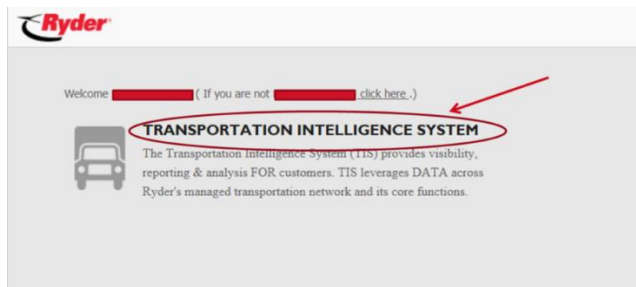 Ryder
Welcome ( If you are not click here .)
TRANSPORTATION INTELLIGENCE SYSTEM
The Transportation Intelligence System (TIS) provides visibility,
reporting & analysis FOR customers. TIS leverages DATA across
Ryder's managed transportation network and its core functions.